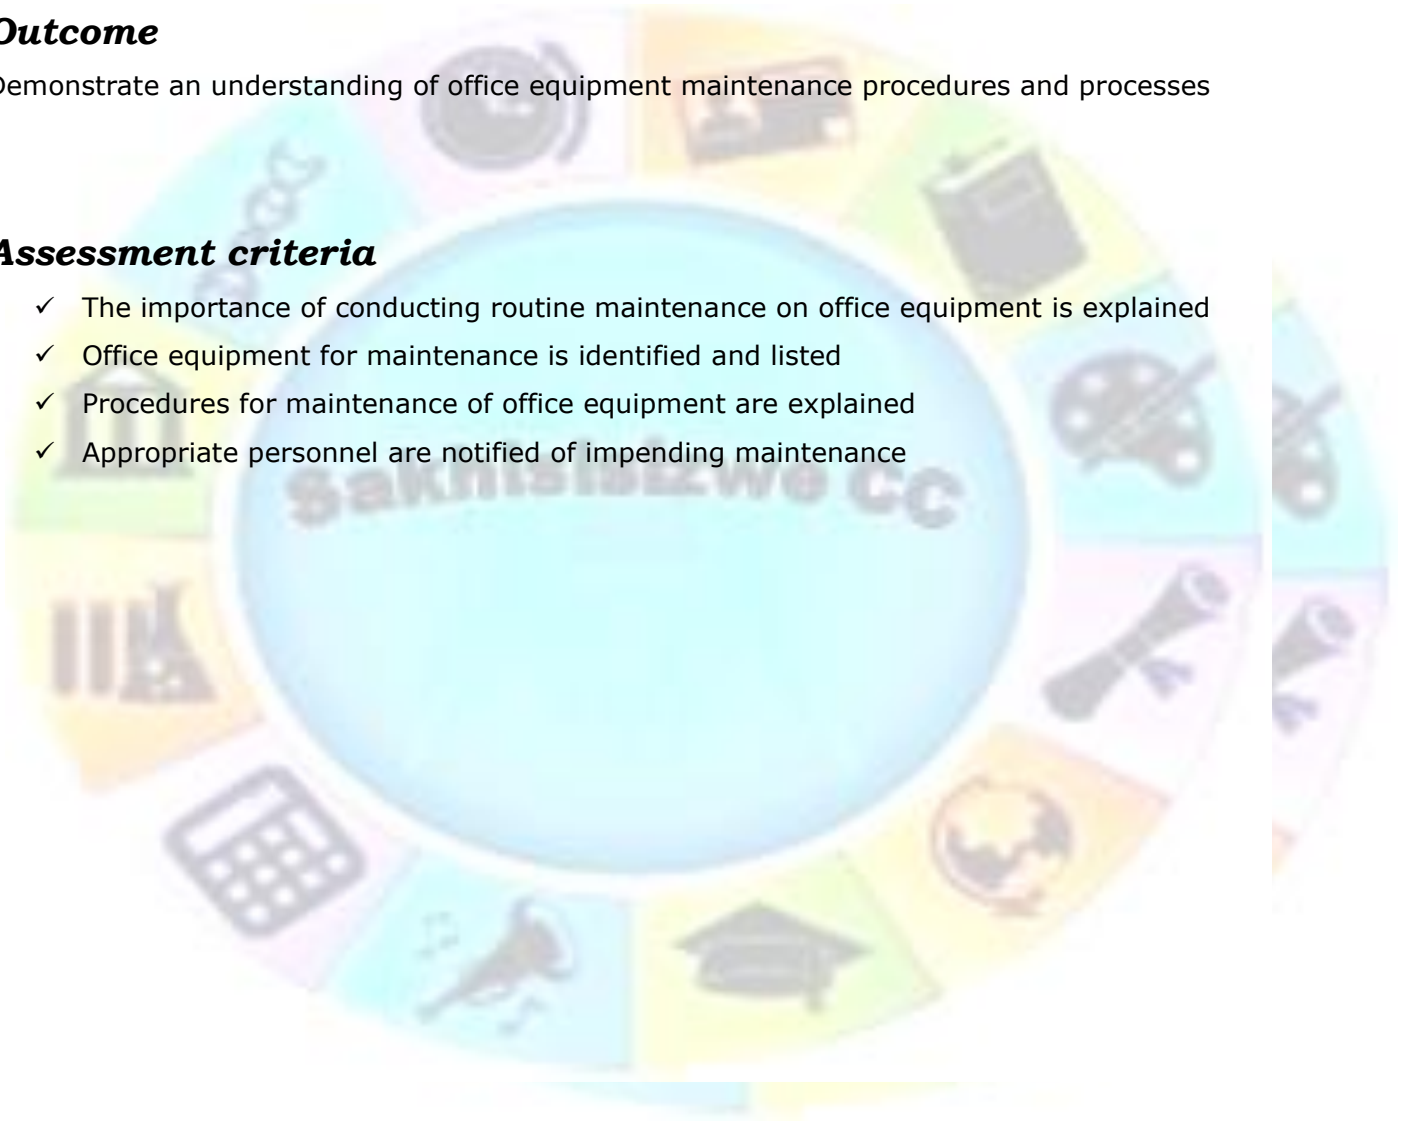 Outcome
Demonstrate an understanding of office equipment maintenance procedures and processes
Assessment criteria
✓ The importance of conducting routine maintenance on office equipment is explained
✓ Office equipment for maintenance is identified and listed
✓ Procedures for maintenance of office equipment are explained
✓ Appropriate personnel are notified of impending maintenance
Sakhisisizwe CC